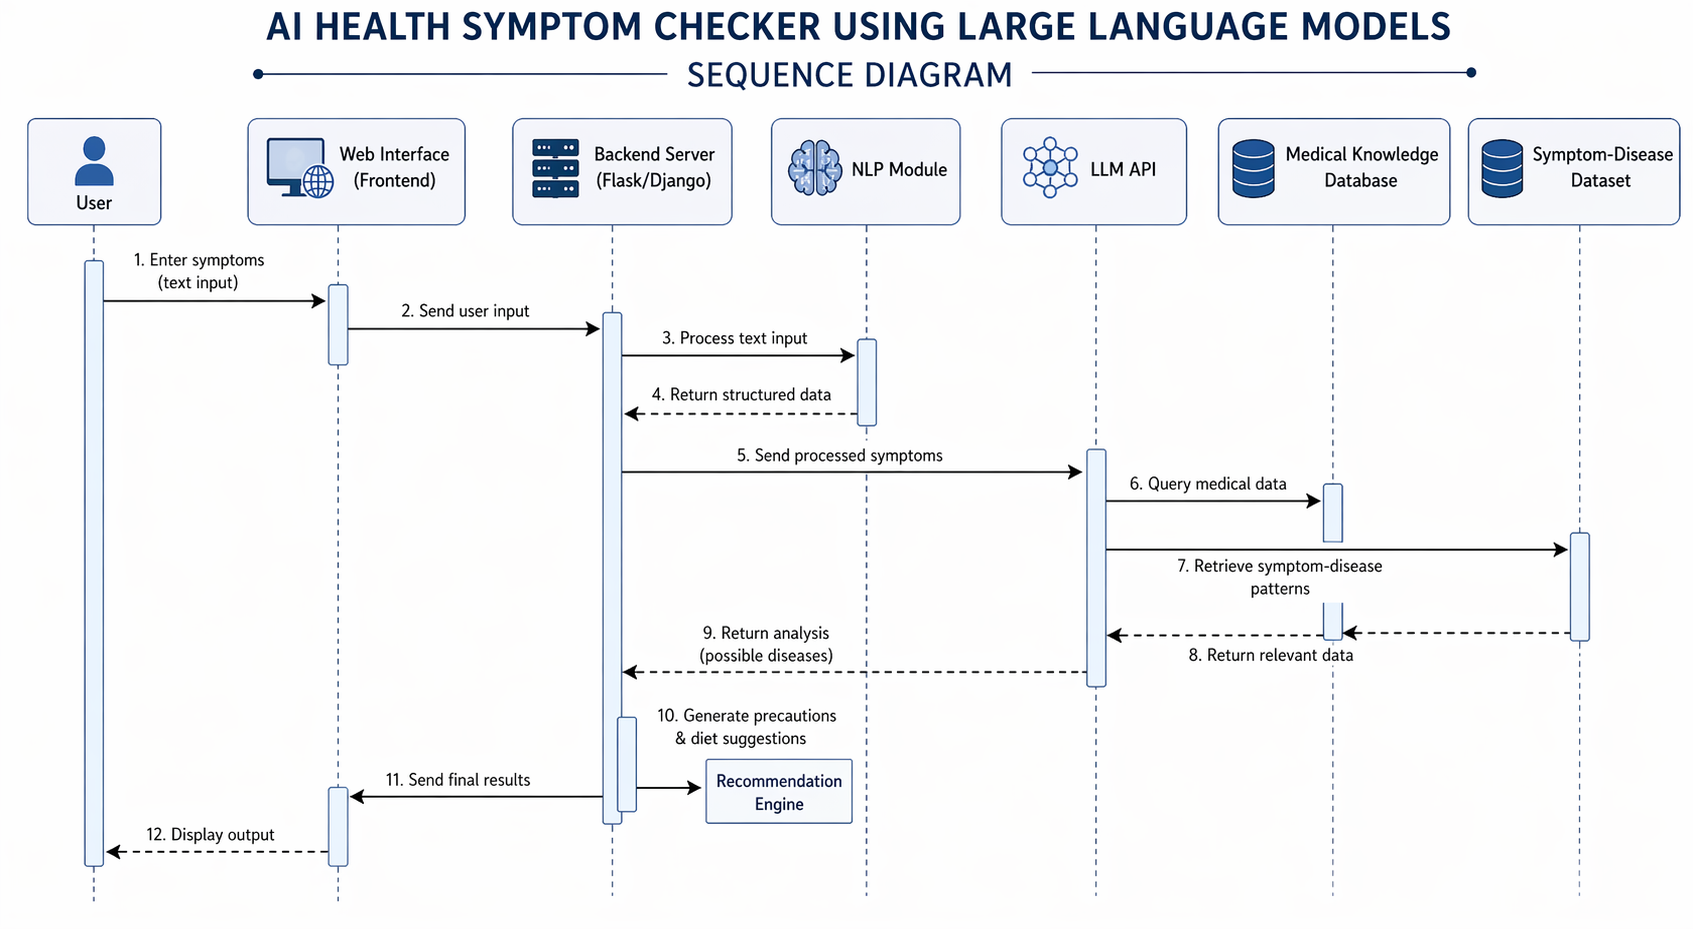 AI HEALTH SYMPTOM CHECKER USING LARGE LANGUAGE MODELS
SEQUENCE DIAGRAM
User
Web Interface
(Frontend)
Backend Server
(Flask/Django)
NLP Module
LLM API
Medical Knowledge
Database
Symptom-Disease
Dataset
1. Enter symptoms
(text input)
2. Send user input
3. Process text input
4. Return structured data
5. Send processed symptoms
6. Query medical data
7. Retrieve symptom-disease
patterns
8. Return relevant data
9. Return analysis
(possible diseases)
10. Generate precautions
& diet suggestions
Recommendation
Engine
11. Send final results
12. Display output